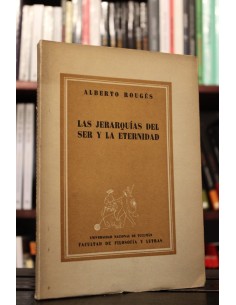 ALBERTO ROUGÉS
LAS JERARQUÍAS DEL
SER Y LA ETERNIDAD
UNIVERSIDAD NACIONAL DE TUCUMÁN
FACULTAD DE FILOSOFÍA Y LETRAS